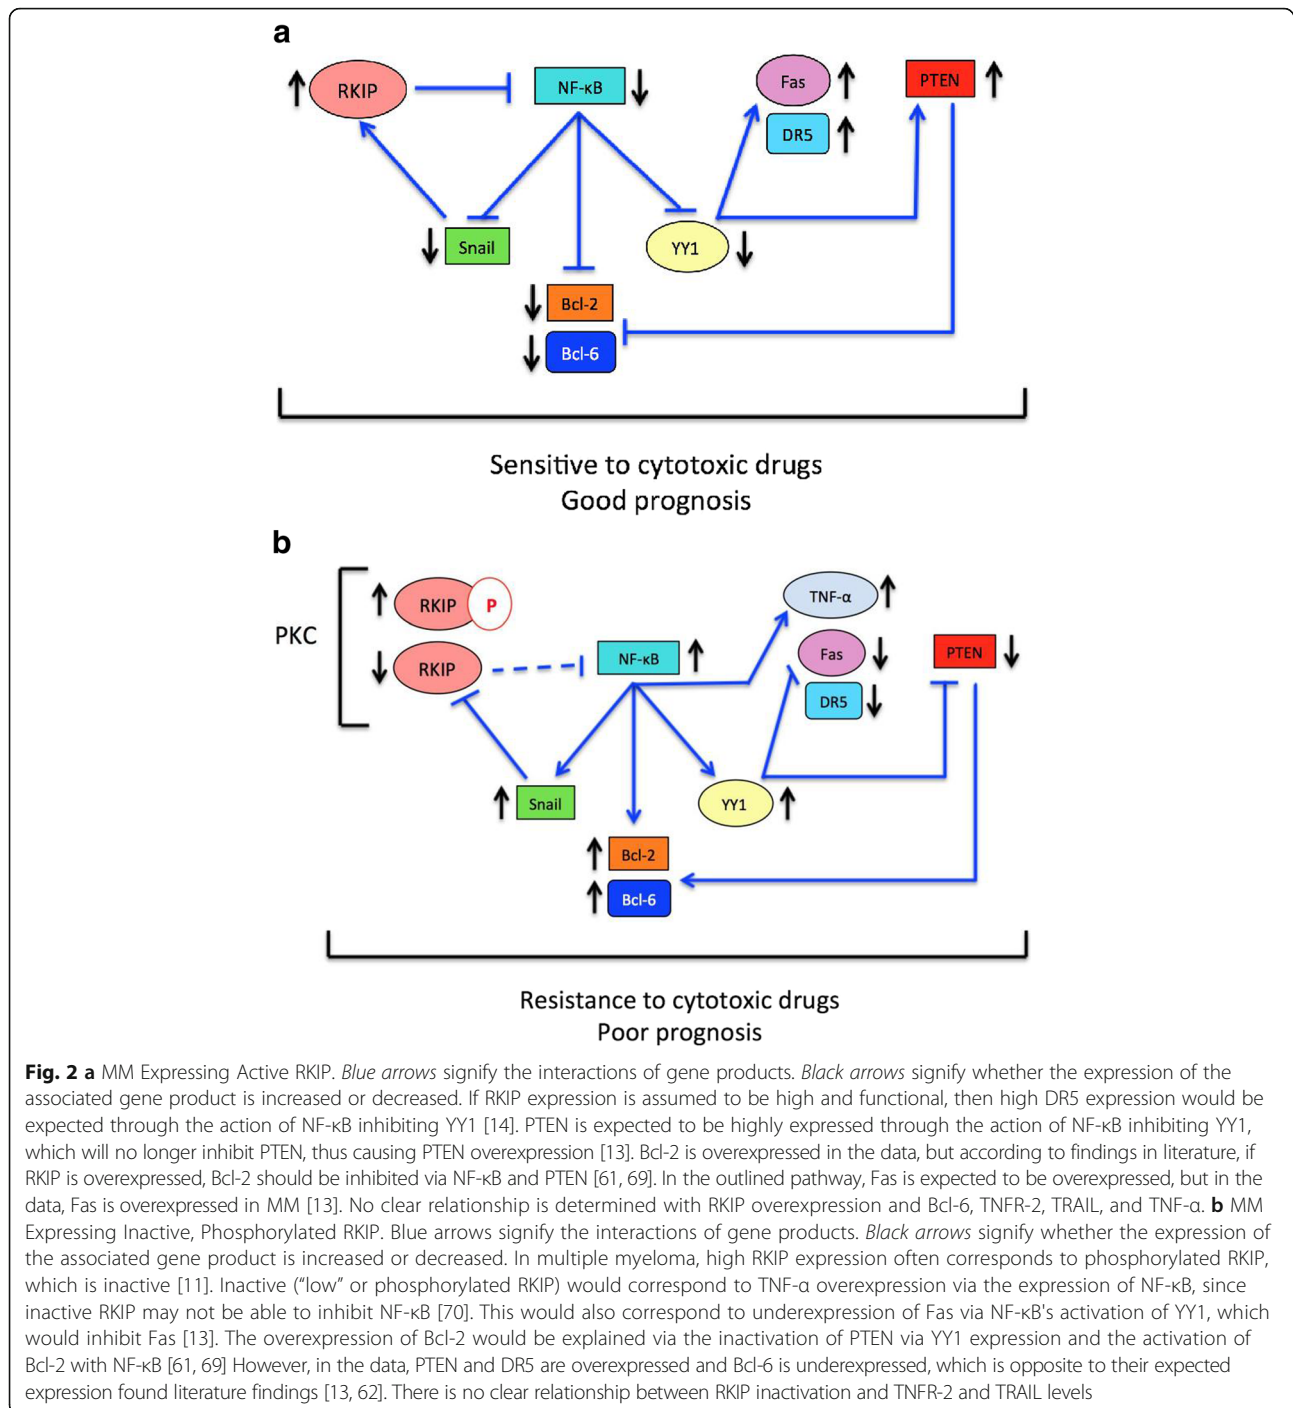 a
RKIP
NF-κB
Fas
PTEN
DR5
Snail
YY1
Bcl-2
Bcl-6
Sensitive to cytotoxic drugs
Good prognosis
b
PKC
RKIP P
TNF-α
RKIP
NF-κB
Fas
PTEN
DR5
Snail
YY1
Bcl-2
Bcl-6
Resistance to cytotoxic drugs
Poor prognosis
Fig. 2 a MM Expressing Active RKIP. Blue arrows signify the interactions of gene products. Black arrows signify whether the expression of the
associated gene product is increased or decreased. If RKIP expression is assumed to be high and functional, then high DR5 expression would be
expected through the action of NF-κB inhibiting YY1 [14]. PTEN is expected to be highly expressed through the action of NF-κB inhibiting YY1,
which will no longer inhibit PTEN, thus causing PTEN overexpression [13]. Bcl-2 is overexpressed in the data, but according to findings in literature, if
RKIP is overexpressed, Bcl-2 should be inhibited via NF-κB and PTEN [61, 69]. In the outlined pathway, Fas is expected to be overexpressed, but in the
data, Fas is overexpressed in MM [13]. No clear relationship is determined with RKIP overexpression and Bcl-6, TNFR-2, TRAIL, and TNF-α. b MM
Expressing Inactive, Phosphorylated RKIP. Blue arrows signify the interactions of gene products. Black arrows signify whether the expression of
the associated gene product is increased or decreased. In multiple myeloma, high RKIP expression often corresponds to phosphorylated RKIP,
which is inactive [11]. Inactive (“low” or phosphorylated RKIP) would correspond to TNF-α overexpression via the expression of NF-κB, since
inactive RKIP may not be able to inhibit NF-κB [70]. This would also correspond to underexpression of Fas via NF-κB's activation of YY1, which
would inhibit Fas [13]. The overexpression of Bcl-2 would be explained via the inactivation of PTEN via YY1 expression and the activation of
Bcl-2 with NF-κB [61, 69] However, in the data, PTEN and DR5 are overexpressed and Bcl-6 is underexpressed, which is opposite to their expected
expression found literature findings [13, 62]. There is no clear relationship between RKIP inactivation and TNFR-2 and TRAIL levels